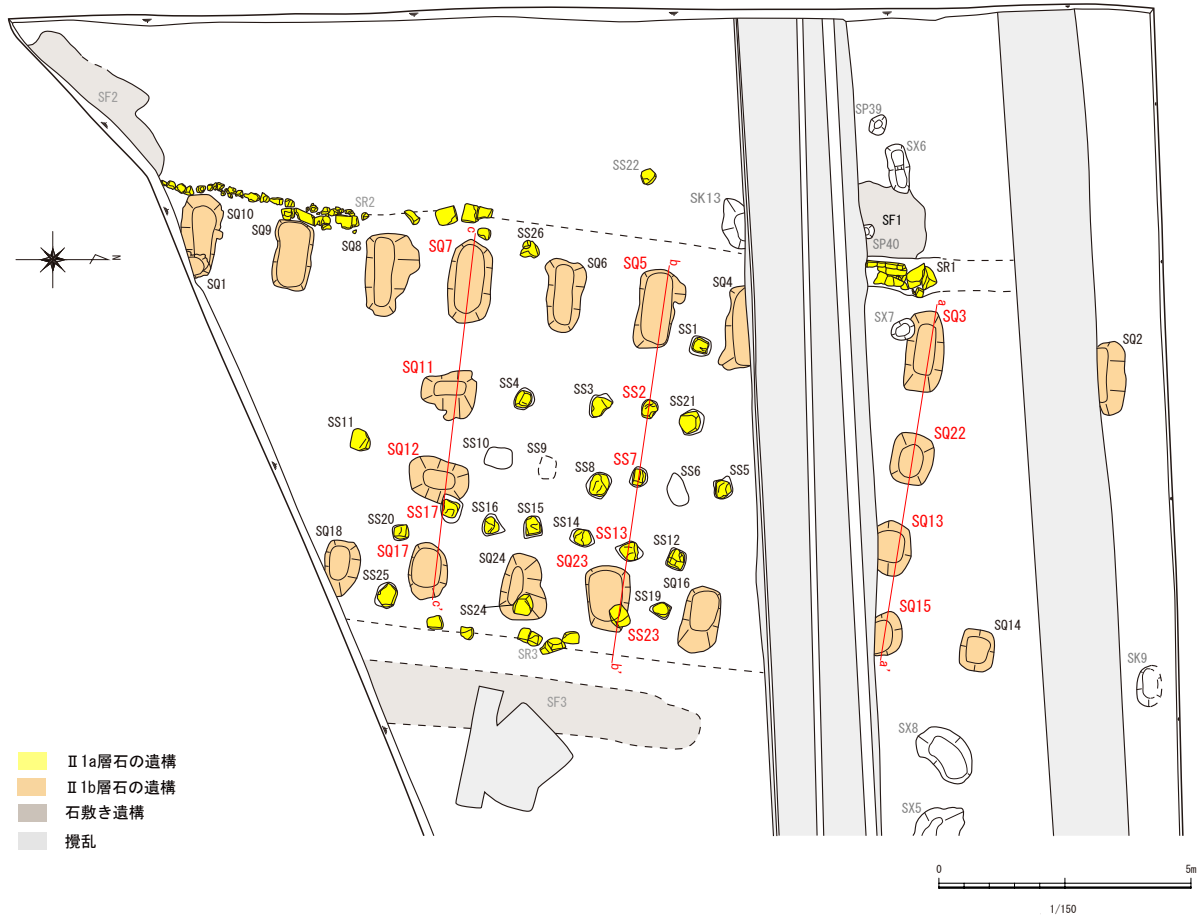 SF2
SP39
SX6
SS22
SK13
SF1
SQ10
SR2
SQ9
SQ8
SQ7
c
SS26
SP40
N
SQ1
SQ6
SQ5
b
SQ4
SR1
a
SX7
SQ3
SS1
SQ2
SQ11
SS4
SS3
SS2
SS21
SS11
SQ12
SS10
SS9
SS8
SS7
SS6
SS5
SQ22
SS17
SS16
SS15
SS14
SS13
SS12
SQ13
SS20
SQ18
SQ17
SQ24
SQ23
SS25
c'
SS24
SS19
SQ16
SS23
SQ15
SQ14
SR3
b'
a'
SK9
SF3
SX8
SX5
Ⅱ1a層石の遺構
Ⅱ1b層石の遺構
石敷き遺構
攪乱
0
5m
1/150